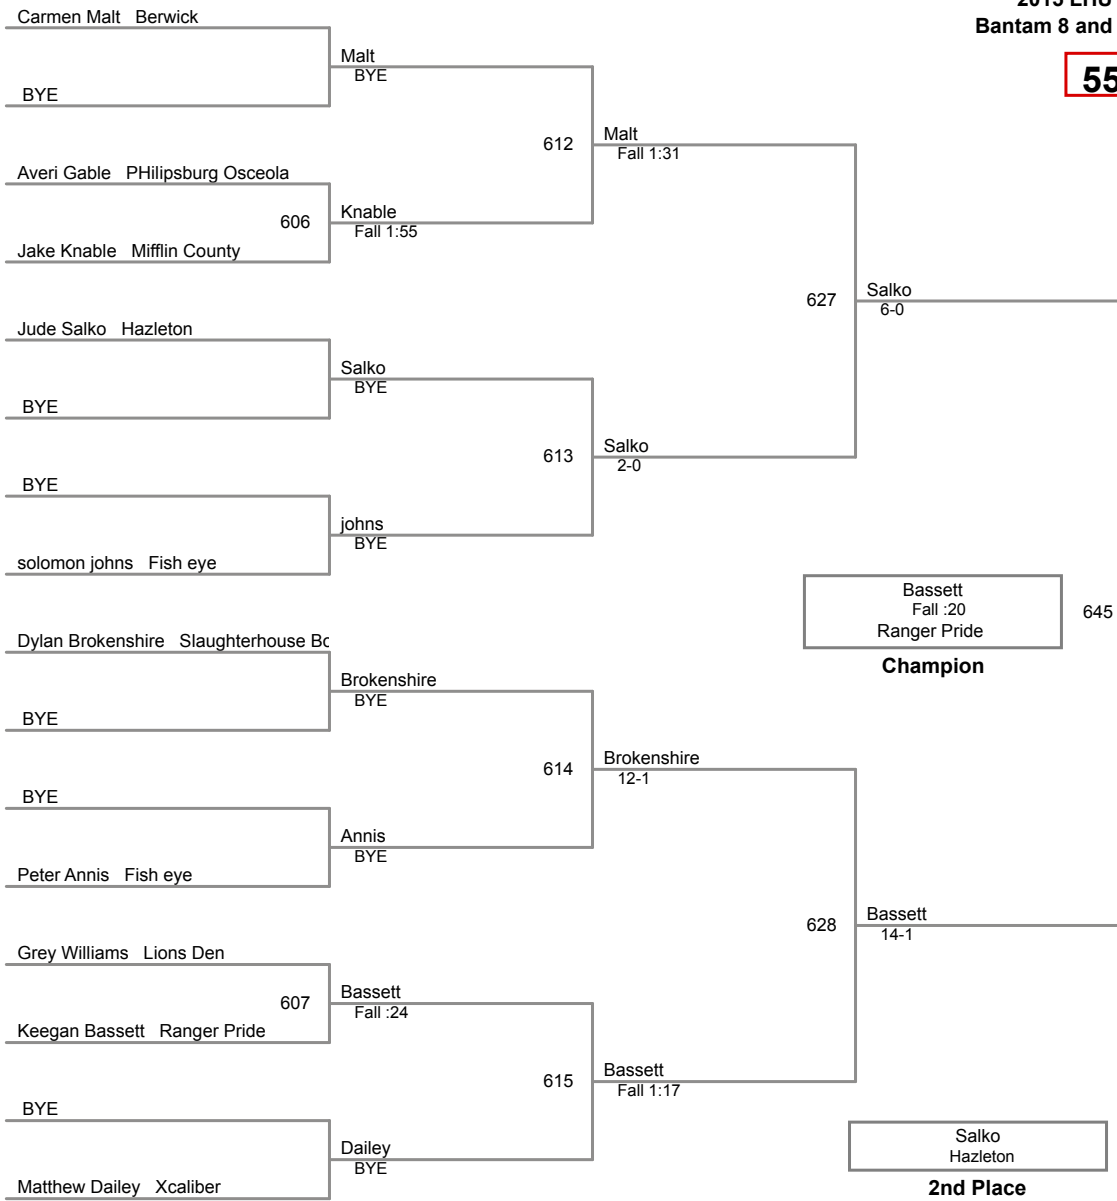 Bantam 8 and
55
Carmen Malt Berwick
Malt
BYE
BYE
612
Malt
Fall 1:31
Averi Gable PHilipsburg Osceola
606
Knable
Fall 1:55
Jake Knable Mifflin County
627
Salko
6-0
Jude Salko Hazleton
Salko
BYE
BYE
613
Salko
2-0
BYE
johns
BYE
solomon johns Fish eye
Bassett
Fall :20
Ranger Pride
645
Champion
Dylan Brokenshire Slaughterhouse
Brokenshire
BYE
BYE
614
Brokenshire
12-1
BYE
Annis
BYE
Peter Annis Fish eye
628
Bassett
14-1
Grey Williams Lions Den
607
Bassett
Fall :24
Keegan Bassett Ranger Pride
615
Bassett
Fall 1:17
BYE
Dailey
BYE
Matthew Dailey Xcaliber
Salko
Hazleton
2nd Place